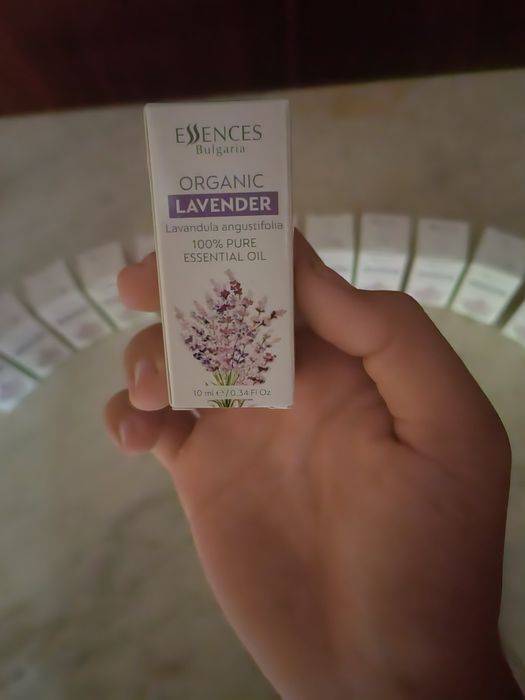 ESSENCES
Bulgaria
ORGANIC
LAVENDER
Lavandula angustifolia
100% PURE
ESSENTIAL OIL
10 ml ℮ / 0.34 Fl Oz